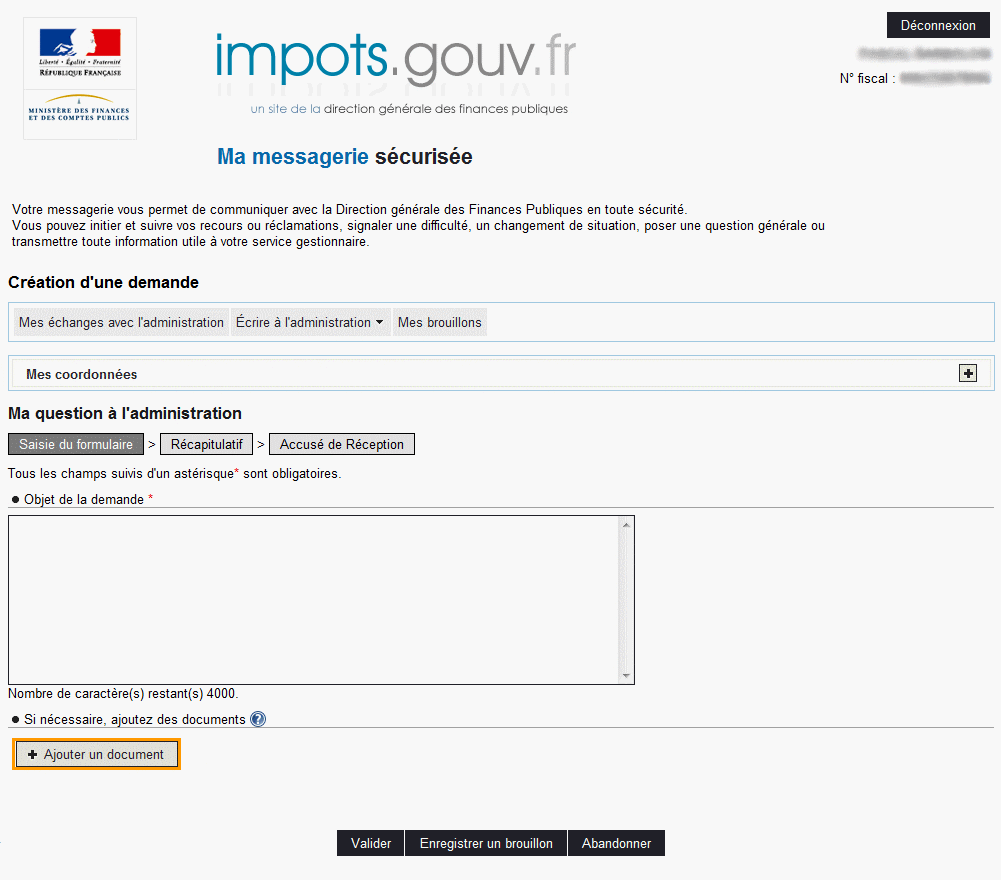 Déconnexion
Liberté • Égalité • Fraternité
RÉPUBLIQUE FRANÇAISE
MINISTÈRE DES FINANCES
ET DES COMPTES PUBLICS
impots.gouv.fr
un site de la direction générale des finances publiques
N° fiscal :
Ma messagerie sécurisée
Votre messagerie vous permet de communiquer avec la Direction générale des Finances Publiques en toute sécurité.
Vous pouvez initier et suivre vos recours ou réclamations, signaler une difficulté, un changement de situation, poser une question générale ou
transmettre toute information utile à votre service gestionnaire.
Création d'une demande
Mes échanges avec l'administration Écrire à l'administration Mes brouillons
Mes coordonnées
Ma question à l'administration
Saisie du formulaire > Récapitulatif > Accusé de Réception
Tous les champs suivis d'un astérisque* sont obligatoires.
● Objet de la demande *
Nombre de caractère(s) restant(s) 4000.
● Si nécessaire, ajoutez des documents ?
+ Ajouter un document
Valider Enregistrer un brouillon Abandonner